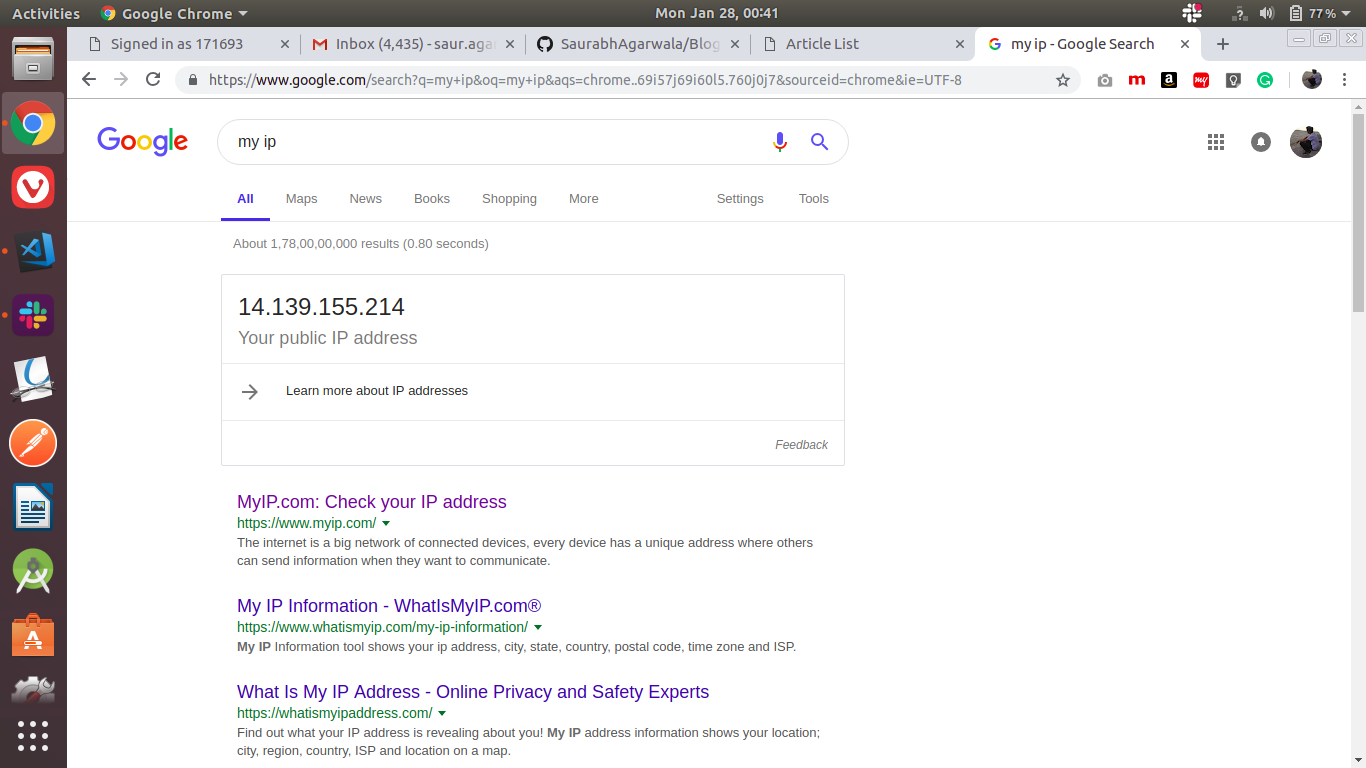 Activities Google Chrome Mon Jan 28, 00:41 77%
Signed in as 171693 Inbox (4,435) - saur.aga SaurabhAgarwala/Blog Article List my ip - Google Search
https://www.google.com/search?q=my+ip&oq=my+ip&aqs=chrome..69i57j69i60l5.760j0j7&sourceid=chrome&ie=UTF-8
Google my ip
All Maps News Books Shopping More Settings Tools
About 1,78,00,00,000 results (0.80 seconds)
14.139.155.214
Your public IP address
Learn more about IP addresses
Feedback
MyIP.com: Check your IP address
https://www.myip.com/
The internet is a big network of connected devices, every device has a unique address where others
can send information when they want to communicate.
My IP Information - WhatIsMyIP.com®
https://www.whatismyip.com/my-ip-information/
My IP Information tool shows your ip address, city, state, country, postal code, time zone and ISP.
What Is My IP Address - Online Privacy and Safety Experts
https://whatismyipaddress.com/
Find out what your IP address is revealing about you! My IP address information shows your location;
city, region, country, ISP and location on a map.